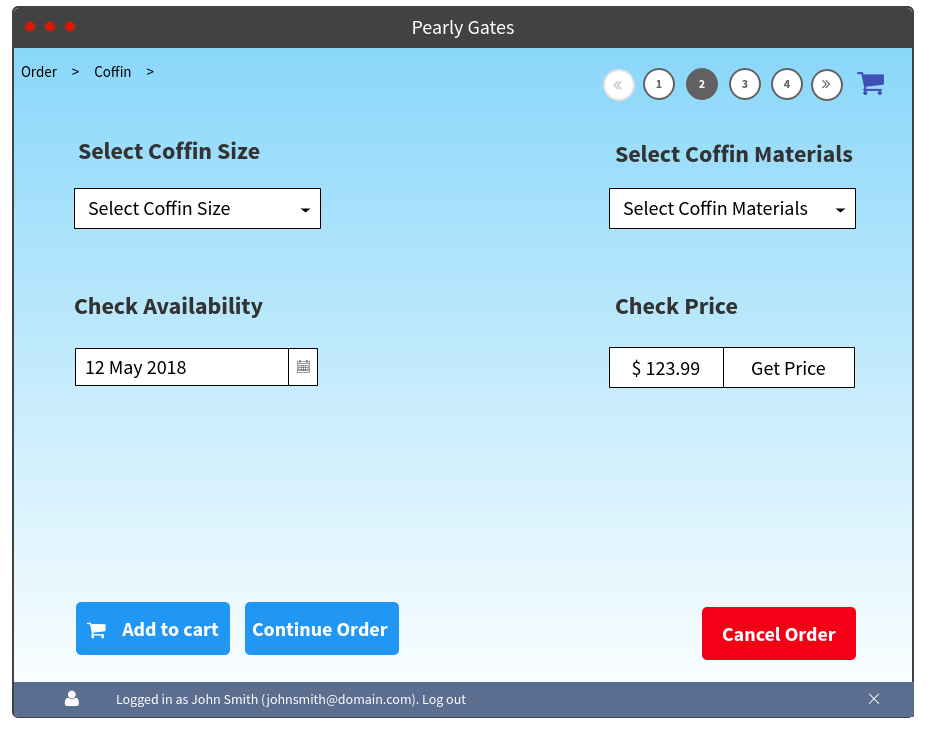 Pearly Gates
Order > Coffin >
« 1 2 3 4 »
Select Coffin Size
Select Coffin Materials
Select Coffin Size
Select Coffin Materials
Check Availability
Check Price
12 May 2018
$ 123.99
Get Price
Add to cart
Continue Order
Cancel Order
Logged in as John Smith (johnsmith@domain.com). Log out